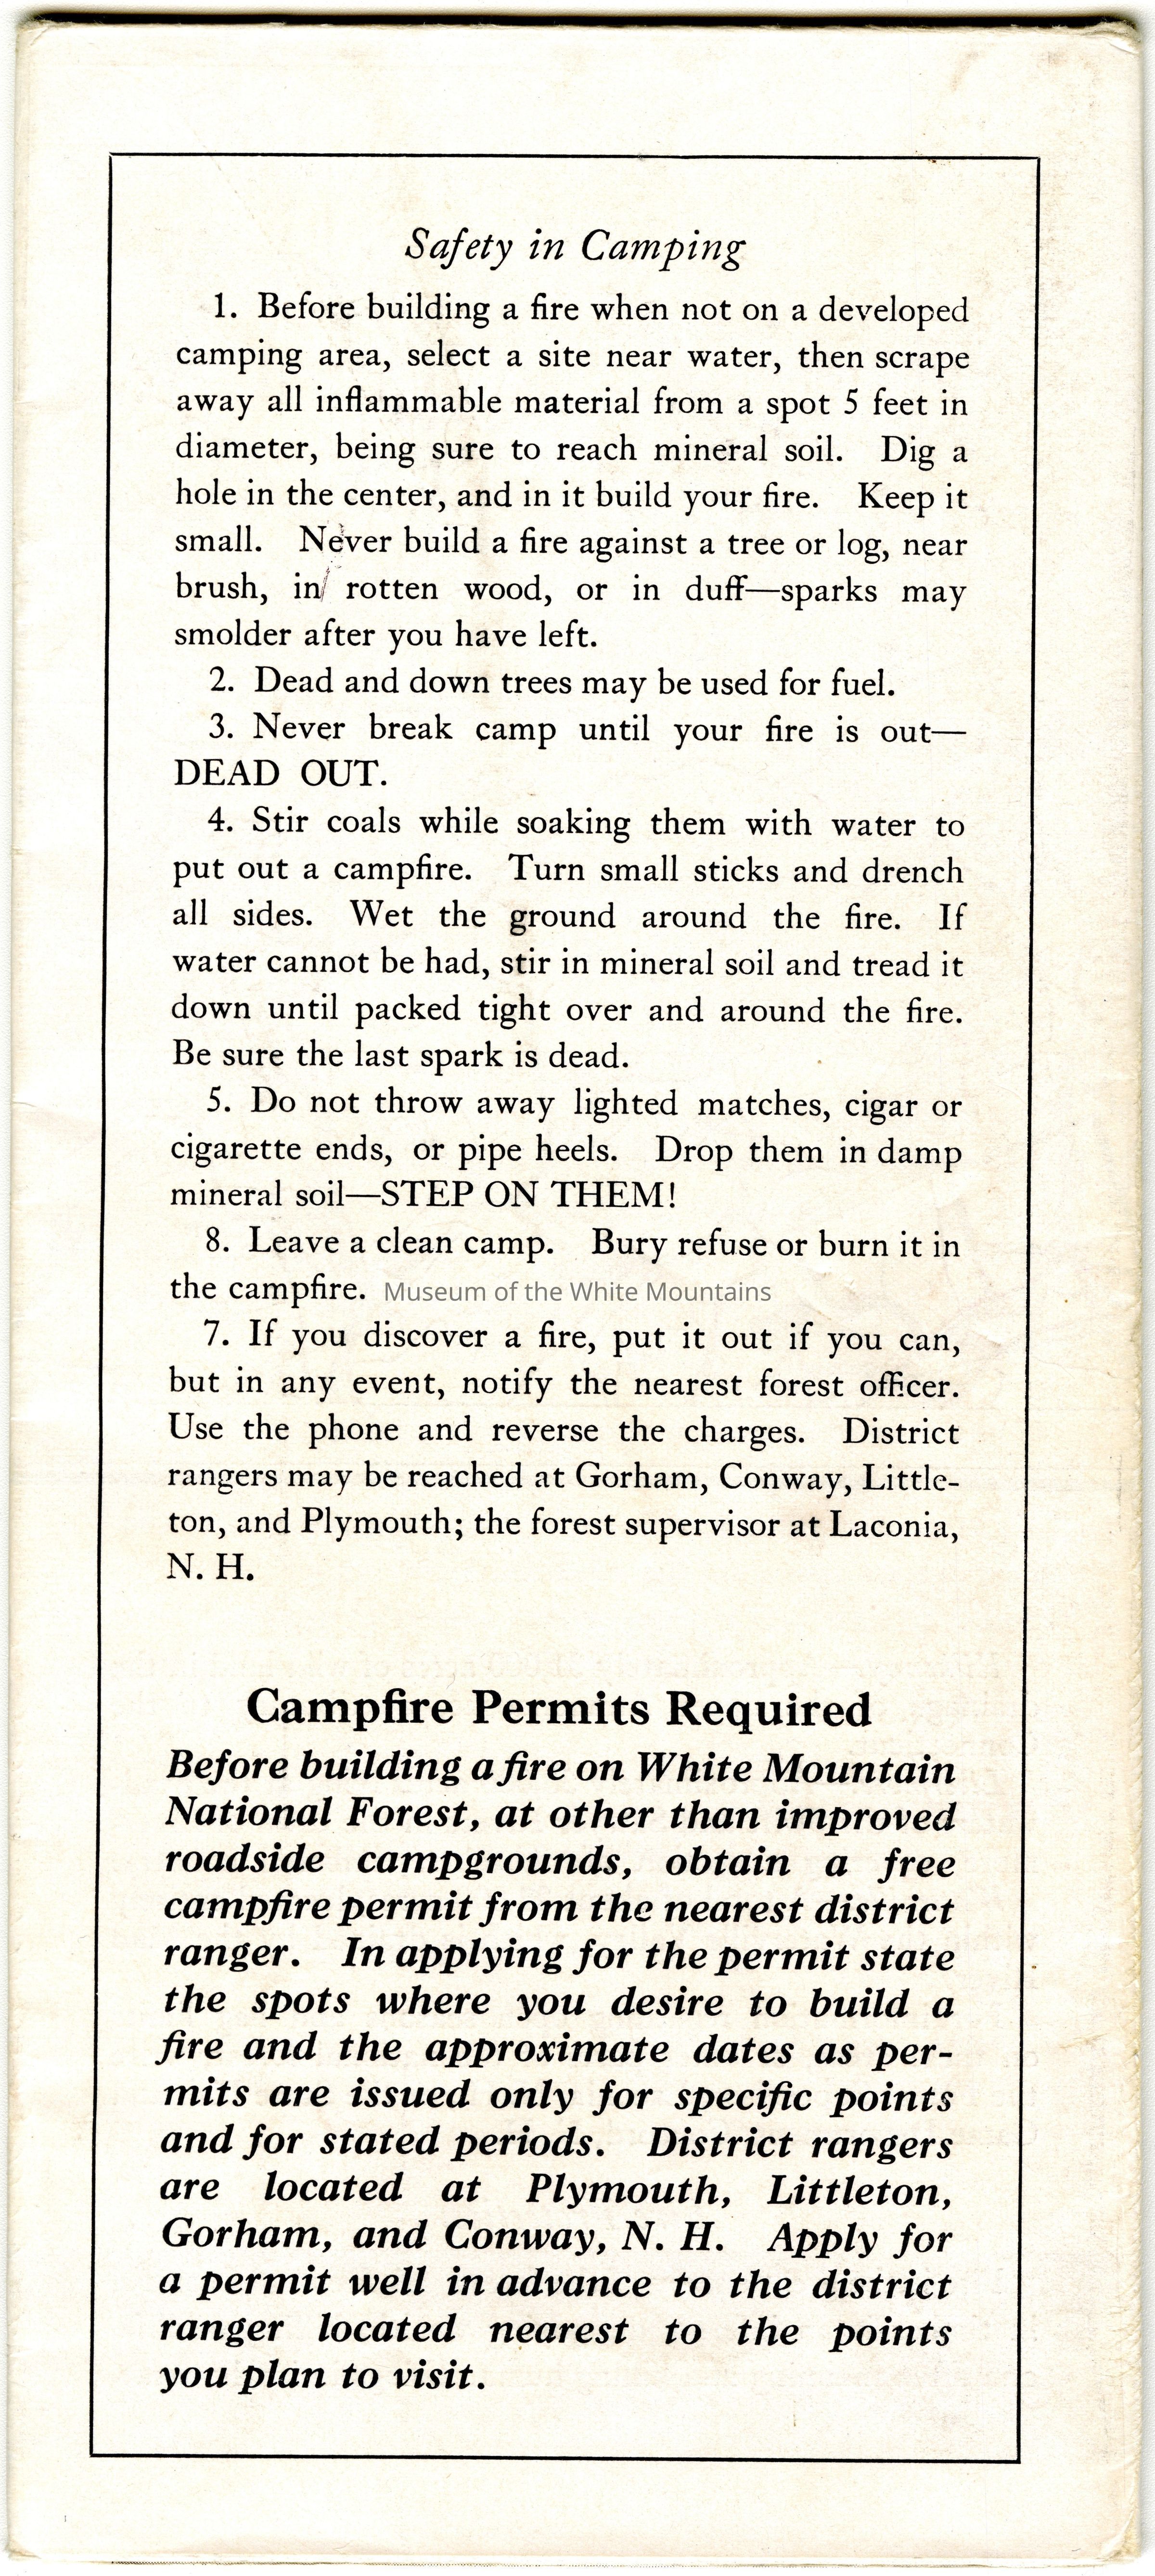 Safety in Camping
1. Before building a fire when not on a developed
camping area, select a site near water, then scrape
away all inflammable material from a spot 5 feet in
diameter, being sure to reach mineral soil. Dig a
hole in the center, and in it build your fire. Keep it
small. Never build a fire against a tree or log, near
brush, in rotten wood, or in duff—sparks may
smolder after you have left.
2. Dead and down trees may be used for fuel.
3. Never break camp until your fire is out—
DEAD OUT.
4. Stir coals while soaking them with water to
put out a campfire. Turn small sticks and drench
all sides. Wet the ground around the fire. If
water cannot be had, stir in mineral soil and tread it
down until packed tight over and around the fire.
Be sure the last spark is dead.
5. Do not throw away lighted matches, cigar or
cigarette ends, or pipe heels. Drop them in damp
mineral soil—STEP ON THEM!
8. Leave a clean camp. Bury refuse or burn it in
the campfire. Museum of the White Mountains
7. If you discover a fire, put it out if you can,
but in any event, notify the nearest forest officer.
Use the phone and reverse the charges. District
rangers may be reached at Gorham, Conway, Little-
ton, and Plymouth; the forest supervisor at Laconia,
N. H.
Campfire Permits Required
Before building a fire on White Mountain
National Forest, at other than improved
roadside campgrounds, obtain a free
campfire permit from the nearest district
ranger. In applying for the permit state
the spots where you desire to build a
fire and the approximate dates as per-
mits are issued only for specific points
and for stated periods. District rangers
are located at Plymouth, Littleton,
Gorham, and Conway, N. H. Apply for
a permit well in advance to the district
ranger located nearest to the points
you plan to visit.